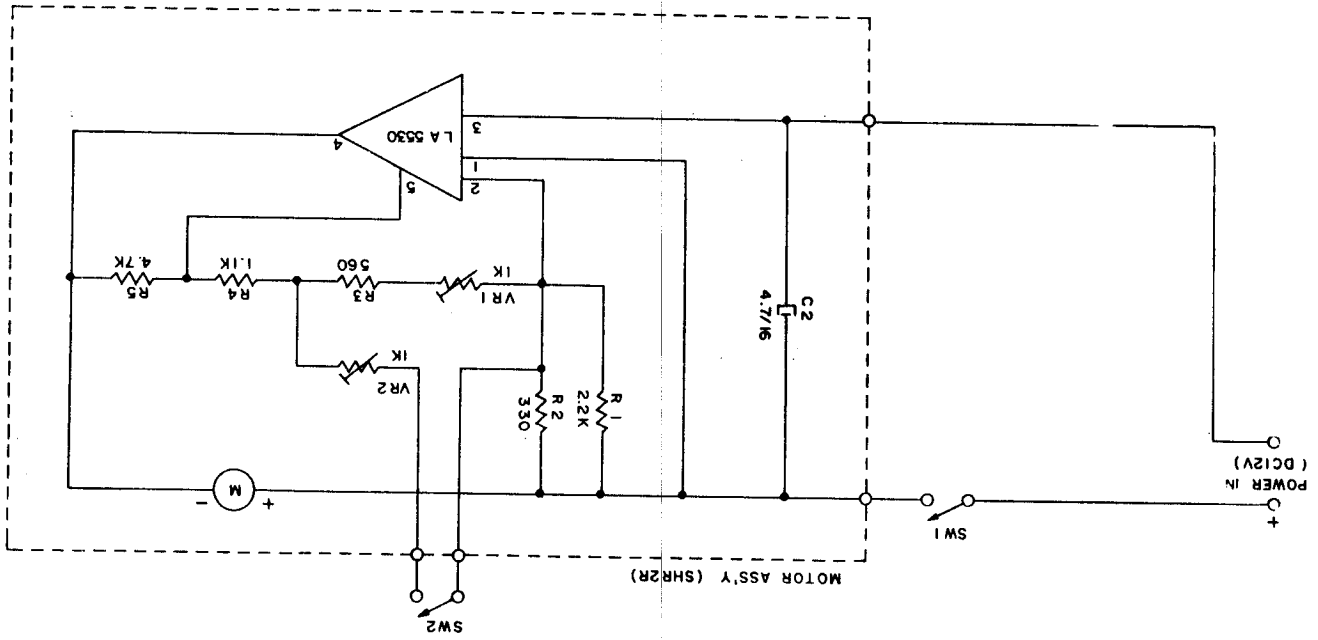 SW2
MOTOR ASS'Y (SHR2R)
SW1
+
POWER IN
(DC12V)
+
M
-
R1
2.2K
R2
330
VR2
1K
C2
4.7/16
VR1
1K
R3
560
R4
1.1K
R5
4.7K
2
1
3
5
4
LA 5530